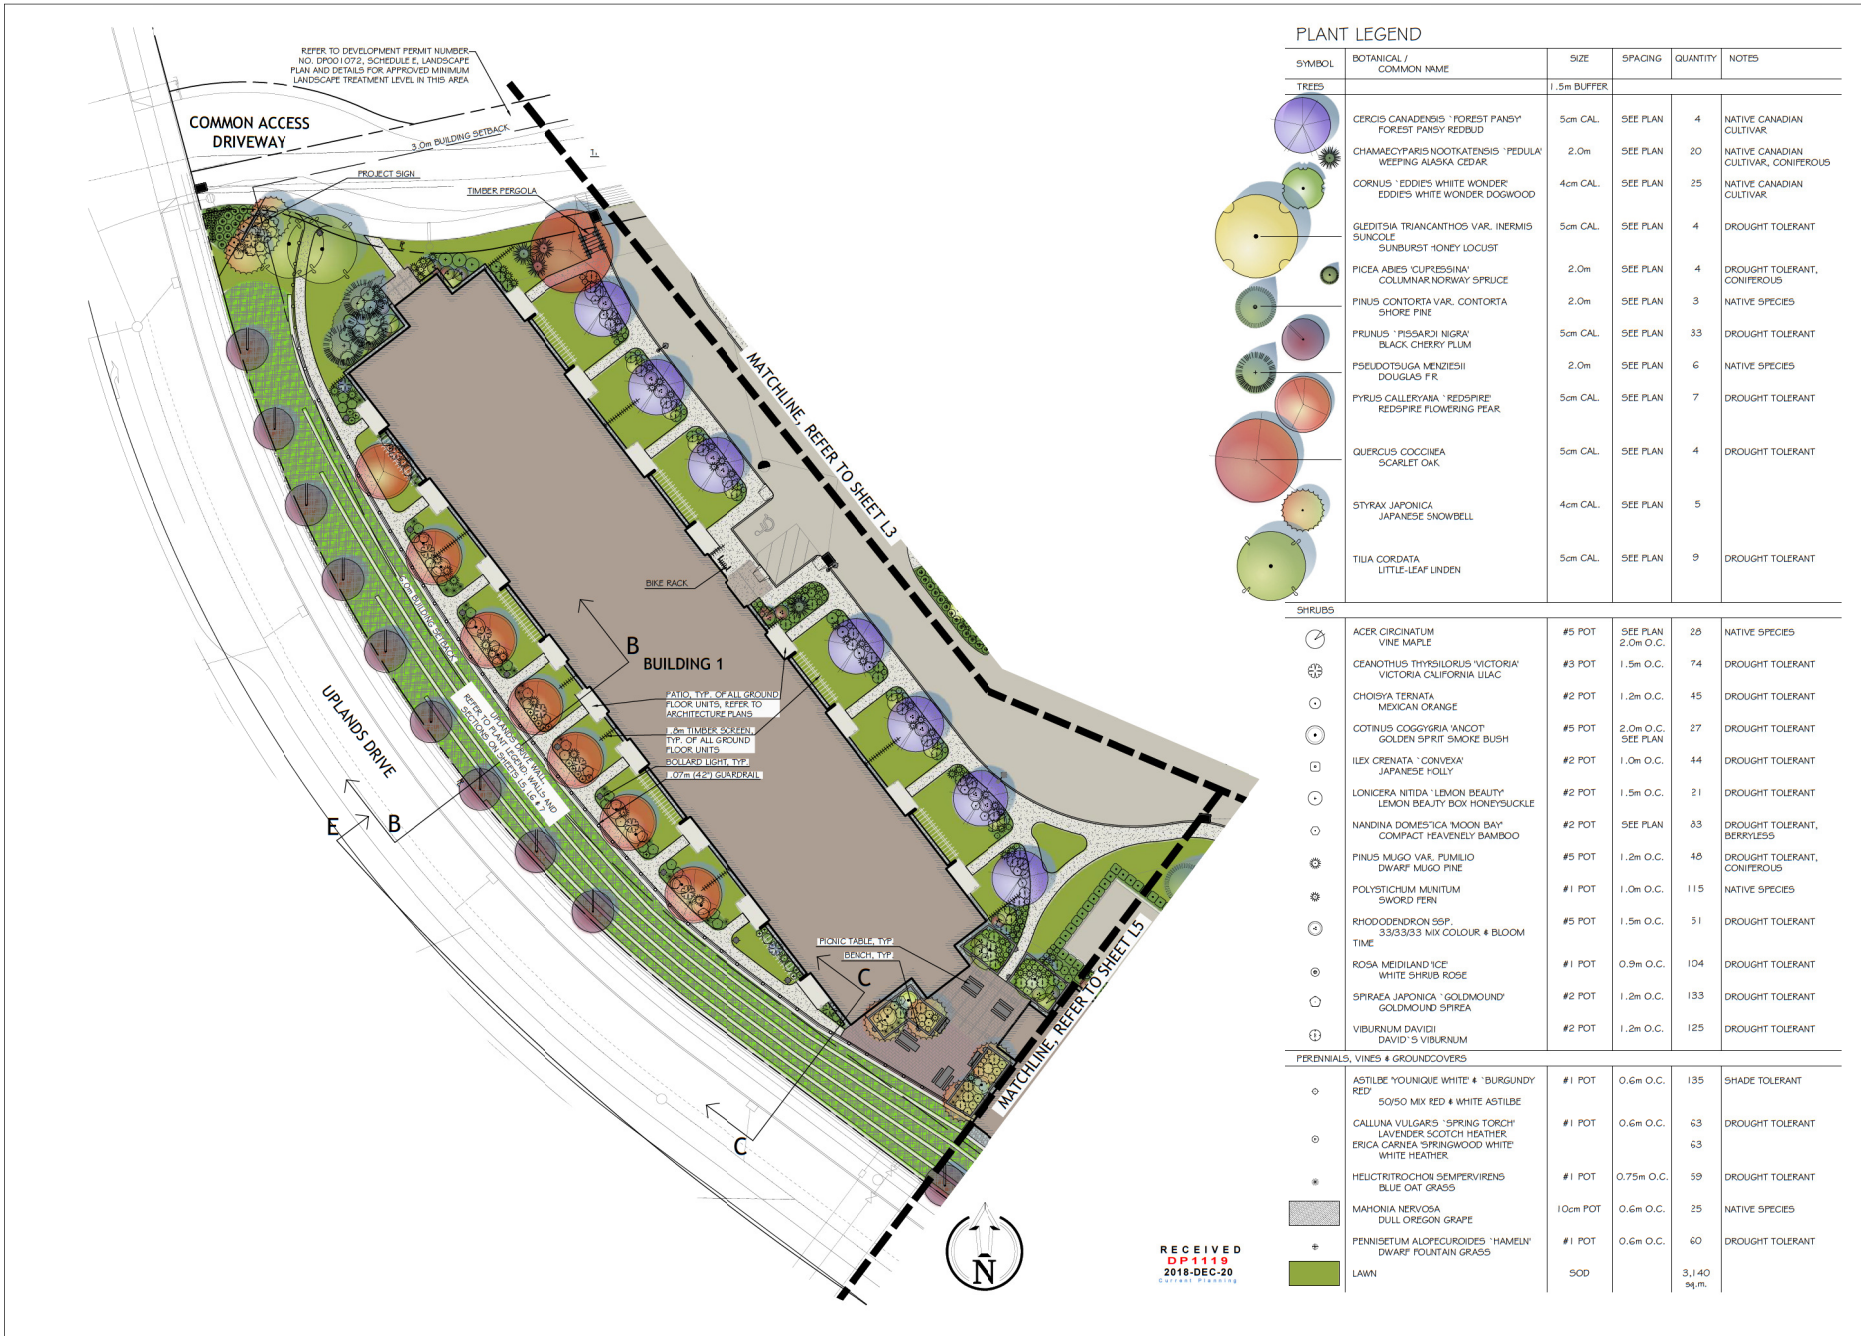 REFER TO DEVELOPMENT PERMIT NUMBER
NO. DP001072, SCHEDULE E, LANDSCAPE
PLAN AND DETAILS FOR APPROVED MINIMUM
LANDSCAPE TREATMENT LEVEL IN THIS AREA
COMMON ACCESS
DRIVEWAY
3.0m BUILDING SETBACK
PROJECT SIGN
TIMBER PERGOLA
MATCHLINE, REFER TO SHEET L3
BIKE RACK
B
BUILDING 1
PATIO, TYP. OF ALL GROUND
FLOOR UNITS, REFER TO
ARCHITECTURE PLANS
1.8m TIMBER SCREEN,
TYP. OF ALL GROUND
FLOOR UNITS
BOLLARD LIGHT, TYP.
1.07m (42") GUARDRAIL
BUILDING SETBACK
UPLANDS DRIVE
UPLANDS DRIVE WALL,
REFER TO PLANT LEGEND, WALLS AND
SECTIONS ON SHEETS L5, L6 & 7
E
B
PICNIC TABLE, TYP.
BENCH, TYP.
C
C
MATCHLINE, REFER TO SHEET L5
N
RECEIVED
DP1119
2018-DEC-20
Current Planning
PLANT LEGEND
SYMBOL BOTANICAL / COMMON NAME SIZE SPACING QUANTITY NOTES
TREES 1.5m BUFFER
CERCIS CANADENSIS `FOREST PANSY' 5cm CAL. SEE PLAN 4 NATIVE CANADIAN
FOREST PANSY REDBUD CULTIVAR
CHAMAECYPARIS NOOTKATENSIS `PEDULA' 2.0m SEE PLAN 20 NATIVE CANADIAN
WEEPING ALASKA CEDAR CULTIVAR, CONIFEROUS
CORNUS `EDDIE'S WHIITE WONDER' 4cm CAL. SEE PLAN 25 NATIVE CANADIAN
EDDIE'S WHITE WONDER DOGWOOD CULTIVAR
GLEDITSIA TRIANCANTHOS VAR. INERMIS 5cm CAL. SEE PLAN 4 DROUGHT TOLERANT
SUNCOLE
SUNBURST HONEY LOCUST
PICEA ABIES 'CUPRESSINA' 2.0m SEE PLAN 4 DROUGHT TOLERANT,
COLUMNAR NORWAY SPRUCE CONIFEROUS
PINUS CONTORTA VAR. CONTORTA 2.0m SEE PLAN 3 NATIVE SPECIES
SHORE PINE
PRUNUS `PISSARDI NIGRA' 5cm CAL. SEE PLAN 33 DROUGHT TOLERANT
BLACK CHERRY PLUM
PSEUDOTSUGA MENZIESII 2.0m SEE PLAN 6 NATIVE SPECIES
DOUGLAS FIR
PYRUS CALLERYANA `REDSPIRE' 5cm CAL. SEE PLAN 7 DROUGHT TOLERANT
REDSPIRE FLOWERING PEAR
QUERCUS COCCINEA 5cm CAL. SEE PLAN 4 DROUGHT TOLERANT
SCARLET OAK
STYRAX JAPONICA 4cm CAL. SEE PLAN 5
JAPANESE SNOWBELL
TILIA CORDATA 5cm CAL. SEE PLAN 9 DROUGHT TOLERANT
LITTLE-LEAF LINDEN
SHRUBS
ACER CIRCINATUM #5 POT SEE PLAN 28 NATIVE SPECIES
VINE MAPLE 2.0m O.C.
CEANOTHUS THYRSILORUS 'VICTORIA' #3 POT 1.5m O.C. 74 DROUGHT TOLERANT
VICTORIA CALIFORNIA LILAC
CHOISYA TERNATA #2 POT 1.2m O.C. 45 DROUGHT TOLERANT
MEXICAN ORANGE
COTINUS COGGYGRIA 'ANCOT' #5 POT 2.0m O.C. 27 DROUGHT TOLERANT
GOLDEN SPRIT SMOKE BUSH SEE PLAN
ILEX CRENATA `CONVEXA' #2 POT 1.0m O.C. 44 DROUGHT TOLERANT
JAPANESE HOLLY
LONICERA NITIDA `LEMON BEAUTY' #2 POT 1.5m O.C. 21 DROUGHT TOLERANT
LEMON BEAUTY BOX HONEYSUCKLE
NANDINA DOMESTICA 'MOON BAY' #2 POT SEE PLAN 83 DROUGHT TOLERANT,
COMPACT HEAVENELY BAMBOO BERRYLESS
PINUS MUGO VAR. PUMILIO #5 POT 1.2m O.C. 48 DROUGHT TOLERANT,
DWARF MUGO PINE CONIFEROUS
POLYSTICHUM MUNITUM #1 POT 1.0m O.C. 115 NATIVE SPECIES
SWORD FERN
RHODODENDRON SSP. #5 POT 1.5m O.C. 51 DROUGHT TOLERANT
33/33/33 MIX COLOUR & BLOOM
TIME
ROSA MEIDILAND 'ICE' #1 POT 0.9m O.C. 104 DROUGHT TOLERANT
WHITE SHRUB ROSE
SPIRAEA JAPONICA `GOLDMOUND' #2 POT 1.2m O.C. 133 DROUGHT TOLERANT
GOLDMOUND SPIREA
VIBURNUM DAVIDII #2 POT 1.2m O.C. 125 DROUGHT TOLERANT
DAVID`S VIBURNUM
PERENNIALS, VINES & GROUNDCOVERS
ASTILBE 'YOUNIQUE WHITE' & `BURGUNDY #1 POT 0.6m O.C. 135 SHADE TOLERANT
RED'
50/50 MIX RED & WHITE ASTILBE
CALLUNA VULGARIS `SPRING TORCH' #1 POT 0.6m O.C. 63 DROUGHT TOLERANT
LAVENDER SCOTCH HEATHER
ERICA CARNEA 'SPRINGWOOD WHITE' 63
WHITE HEATHER
HELICTRITROCHON SEMPERVIRENS #1 POT 0.75m O.C. 59 DROUGHT TOLERANT
BLUE OAT GRASS
MAHONIA NERVOSA 10cm POT 0.6m O.C. 25 NATIVE SPECIES
DULL OREGON GRAPE
PENNISETUM ALOPECUROIDES `HAMELN' #1 POT 0.6m O.C. 60 DROUGHT TOLERANT
DWARF FOUNTAIN GRASS
LAWN SOD 3,140
sq.m.